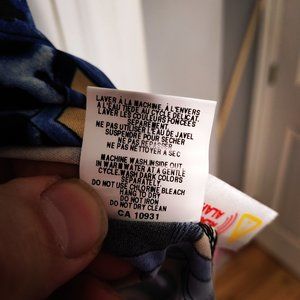 LAVER À LA MACHINE, À L'ENVERS
À L'EAU TIÈDE AU CYCLE DÉLICAT.
LAVER LES COULEURS FONCÉES
SÉPARÉMENT
NE PAS UTILISER L'EAU DE JAVEL
SUSPENDRE POUR SÉCHER
NE PAS REPASSER
NE PAS NETTOYER À SEC
MACHINE WASH,INSIDE OUT
IN WARMWATER AT A GENTLE
CYCLE.WASH DARK COLORS
SEPARATELY
DO NOT USE CHLORINE BLEACH
HANG TO DRY
DO NOT IRON
DO NOT DRY CLEAN
CA 10931